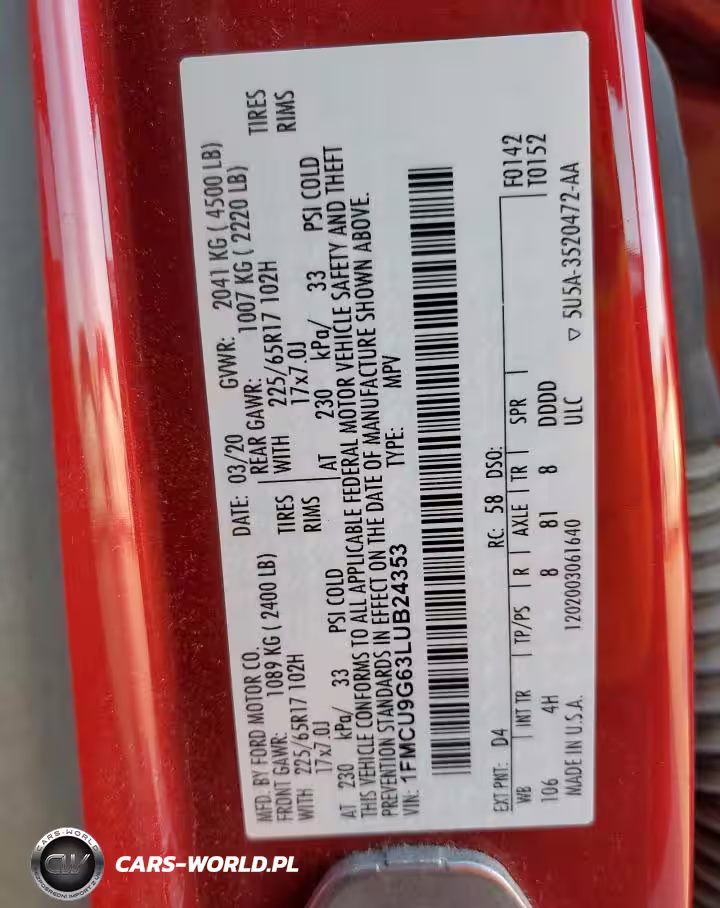 MFD. BY FORD MOTOR CO.
DATE: 03/20 GVWR: 2041 KG ( 4500 LB)
FRONT GAWR: 1089 KG ( 2400 LB) REAR GAWR: 1007 KG ( 2220 LB)
WITH 225/65R17 102H TIRES WITH 225/65R17 102H TIRES
17x7.0J RIMS 17x7.0J RIMS
AT 230 kPa/ 33 PSI COLD AT 230 kPa/ 33 PSI COLD
THIS VEHICLE CONFORMS TO ALL APPLICABLE FEDERAL MOTOR VEHICLE SAFETY AND THEFT
PREVENTION STANDARDS IN EFFECT ON THE DATE OF MANUFACTURE SHOWN ABOVE.
VIN: 1FMCU9G63LUB24353 TYPE: MPV
EXT PNT: D4 RC: 58 DSO: F0142
WB INT TR TP/PS R AXLE TR SPR T0152
106 4H 8 81 8 DDDD
MADE IN U.S.A. 1202003061640 ULC ▽ 5U5A-3520472-AA
CARS-WORLD
CW
CARS-WORLD.PL